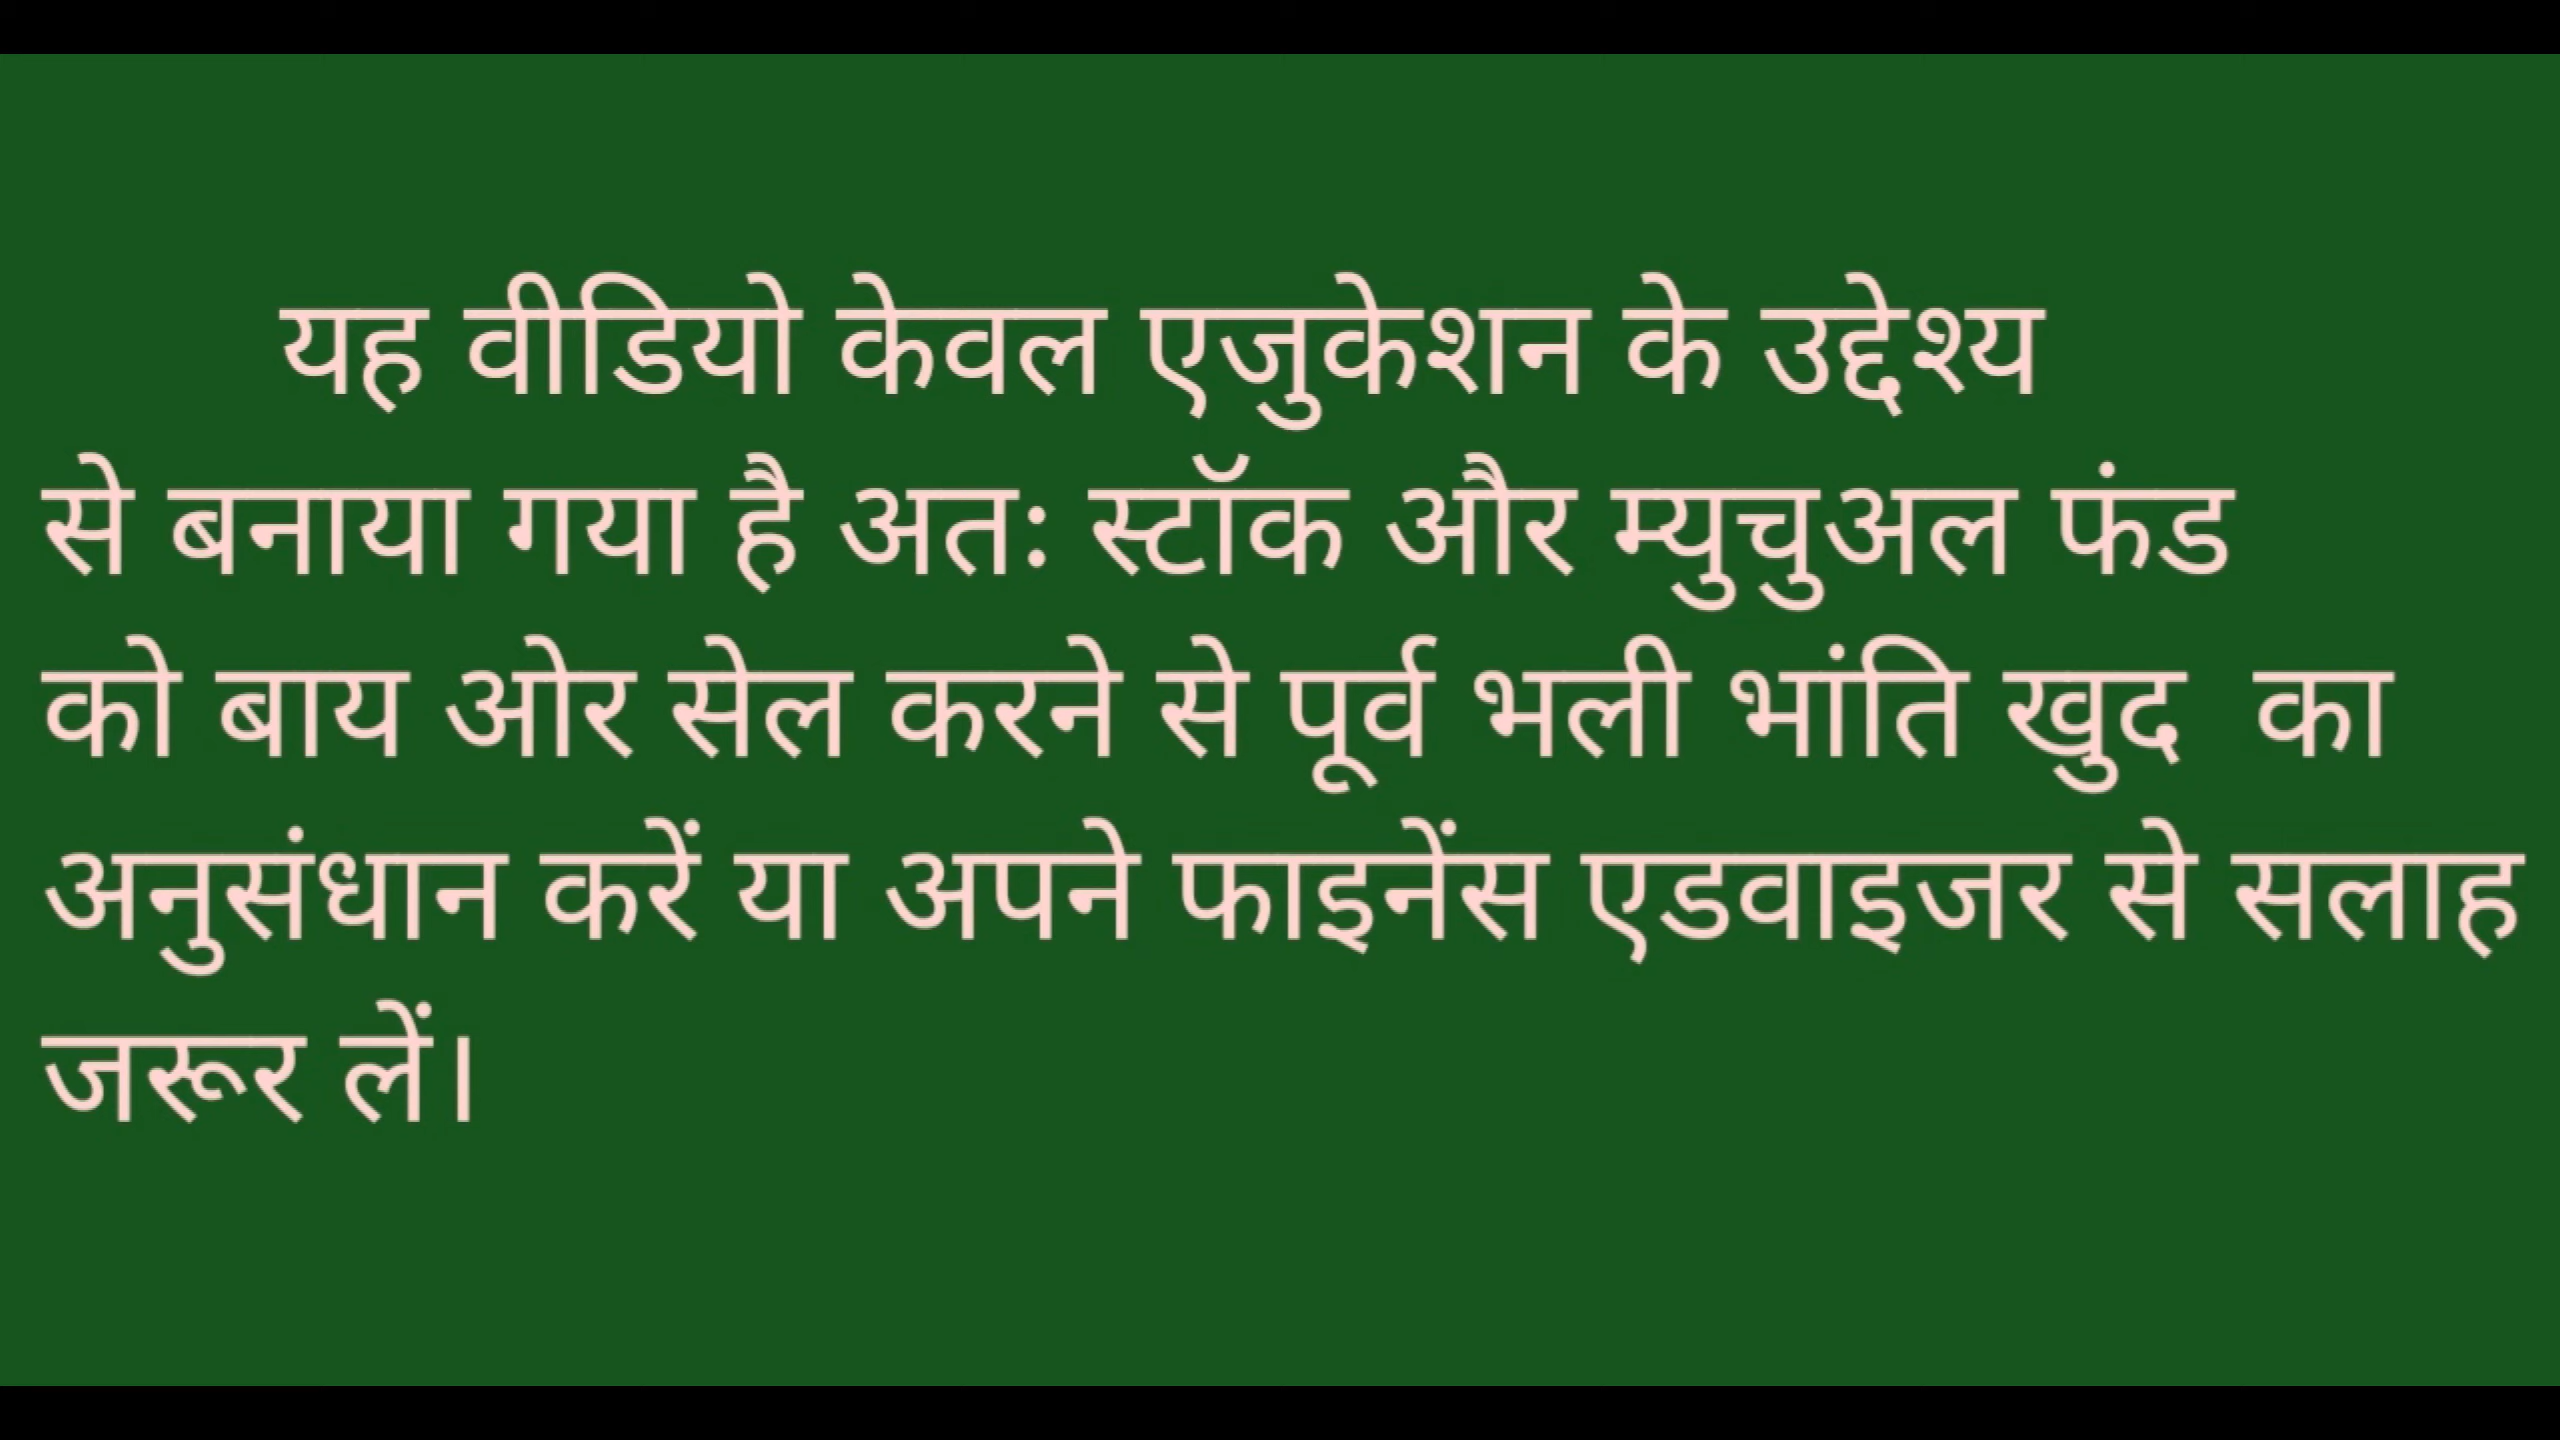 यह वीडियो केवल एजुकेशन के उद्देश्य
से बनाया गया है अतः स्टॉक और म्युचुअल फंड
को बाय ओर सेल करने से पूर्व भली भांति खुद  का
अनुसंधान करें या अपने फाइनेंस एडवाइजर से सलाह
जरूर लें।